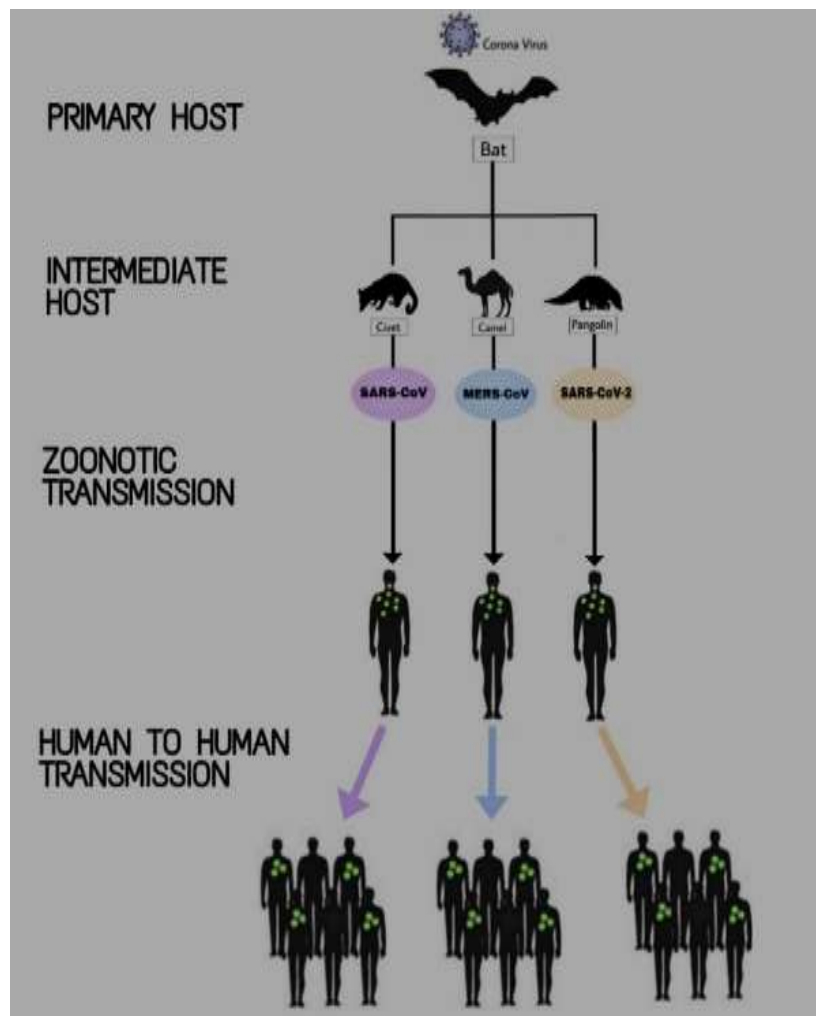 Corona Virus
PRIMARY HOST
Bat
INTERMEDIATE
HOST
Civet
Camel
Pangolin
SARS-CoV
MERS-CoV
SARS-CoV-2
ZOONOTIC
TRANSMISSION
HUMAN TO HUMAN
TRANSMISSION